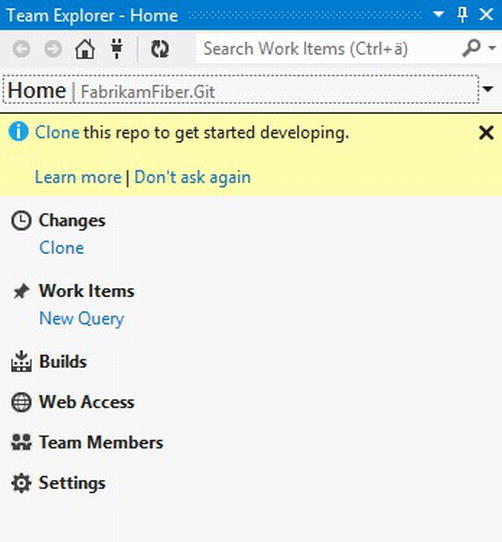 Team Explorer - Home
Search Work Items (Ctrl+ä)
Home | FabrikamFiber.Git
Clone this repo to get started developing.
Learn more | Don't ask again
Changes
Clone
Work Items
New Query
Builds
Web Access
Team Members
Settings